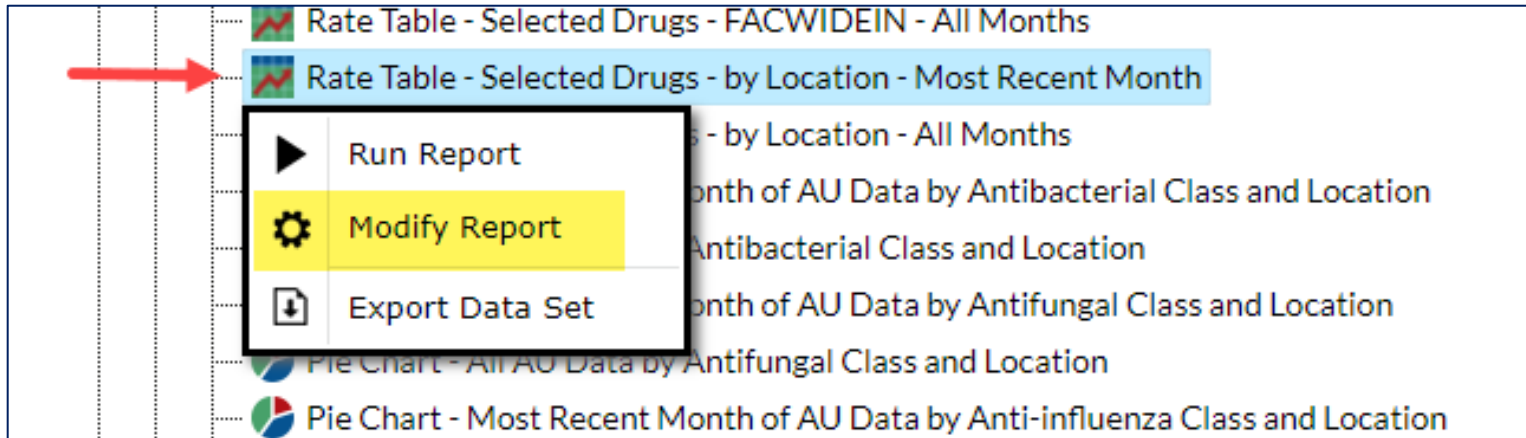 Rate Table - Selected Drugs - FACWIDEIN - All Months
Rate Table - Selected Drugs - by Location - Most Recent Month
- by Location - All Months
Run Report
of AU Data by Antibacterial Class and Location
Modify Report
Antibacterial Class and Location
Export Data Set
of AU Data by Antifungal Class and Location
Pie Chart - All AU Data by Antifungal Class and Location
Pie Chart - Most Recent Month of AU Data by Anti-influenza Class and Location